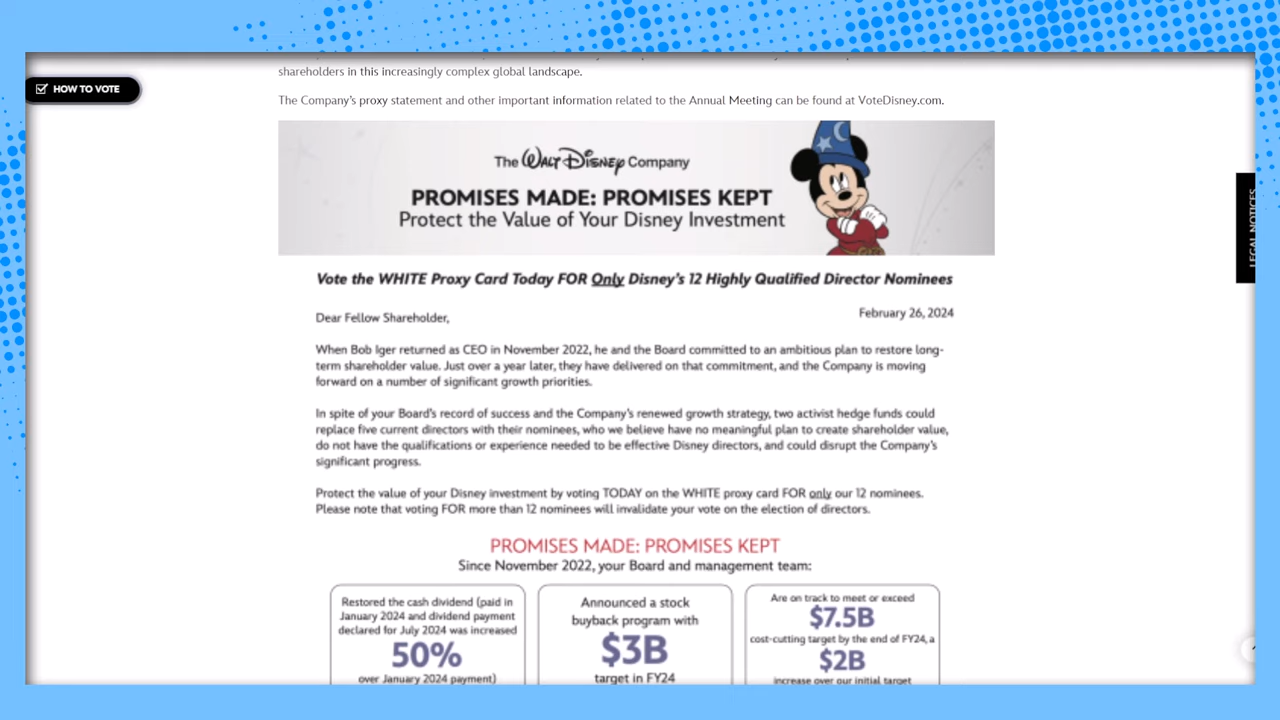 shareholders in this increasingly complex global landscape.
HOW TO VOTE
The Company's proxy statement and other important information related to the Annual Meeting can be found at VoteDisney.com.
The WALT DISNEY Company
PROMISES MADE: PROMISES KEPT
Protect the Value of Your Disney Investment
LEGAL NOTICES
Vote the WHITE Proxy Card Today FOR Only Disney's 12 Highly Qualified Director Nominees
February 26, 2024
Dear Fellow Shareholder,
When Bob Iger returned as CEO in November 2022, he and the Board committed to an ambitious plan to restore long-
term shareholder value. Just over a year later, they have delivered on that commitment, and the Company is moving
forward on a number of significant growth priorities.
In spite of your Board's record of success and the Company's renewed growth strategy, two activist hedge funds could
replace five current directors with their nominees, who we believe have no meaningful plan to create shareholder value,
do not have the qualifications or experience needed to be effective Disney directors, and could disrupt the Company's
significant progress.
Protect the value of your Disney investment by voting TODAY on the WHITE proxy card FOR only our 12 nominees.
Please note that voting FOR more than 12 nominees will invalidate your vote on the election of directors.
PROMISES MADE: PROMISES KEPT
Since November 2022, your Board and management team:
Restored the cash dividend (paid in
January 2024 and dividend payment
declared for July 2024 was increased
50%
over January 2024 payment)
Announced a stock
buyback program with
$3B
target in FY24
Are on track to meet or exceed
$7.5B
cost-cutting target by the end of FY24, a
$2B
increase over our initial target